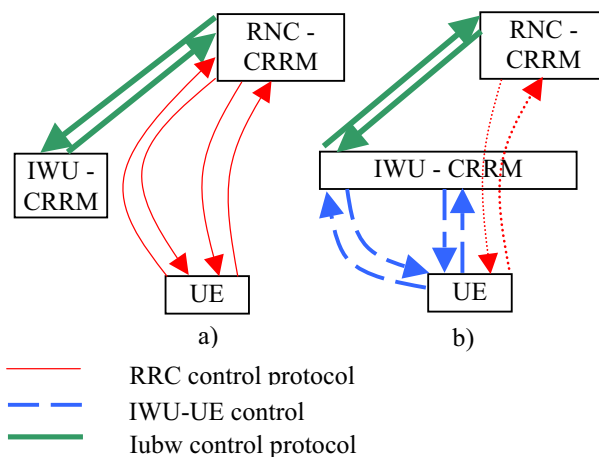 RNC -
CRRM
IWU -
CRRM
UE
a)
RNC -
CRRM
IWU - CRRM
UE
b)
RRC control protocol
IWU-UE control
Iubw control protocol